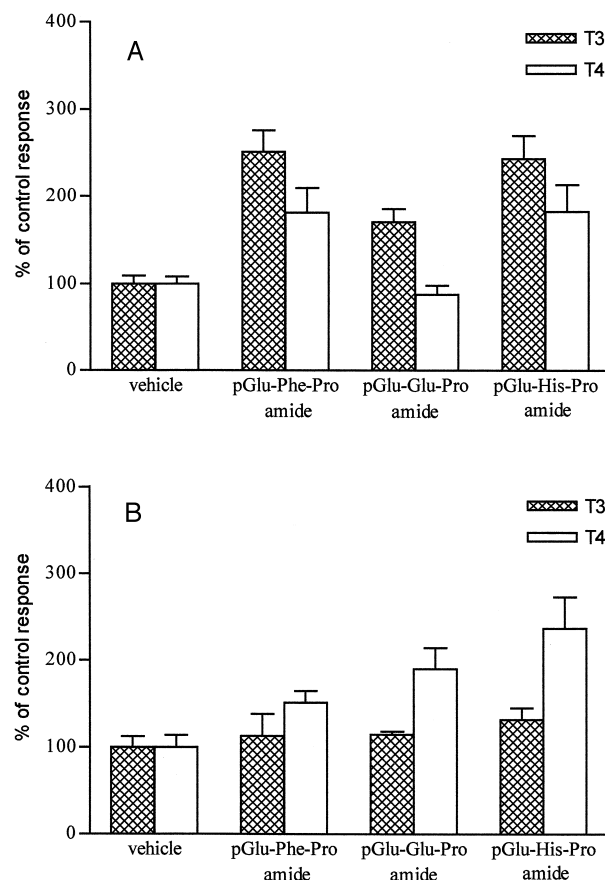 400
A
T3
T4
300
200
100
0
% of control response
vehicle
pGlu-Phe-Pro
amide
pGlu-Glu-Pro
amide
pGlu-His-Pro
amide
400
B
T3
T4
300
200
100
0
% of control response
vehicle
pGlu-Phe-Pro
amide
pGlu-Glu-Pro
amide
pGlu-His-Pro
amide